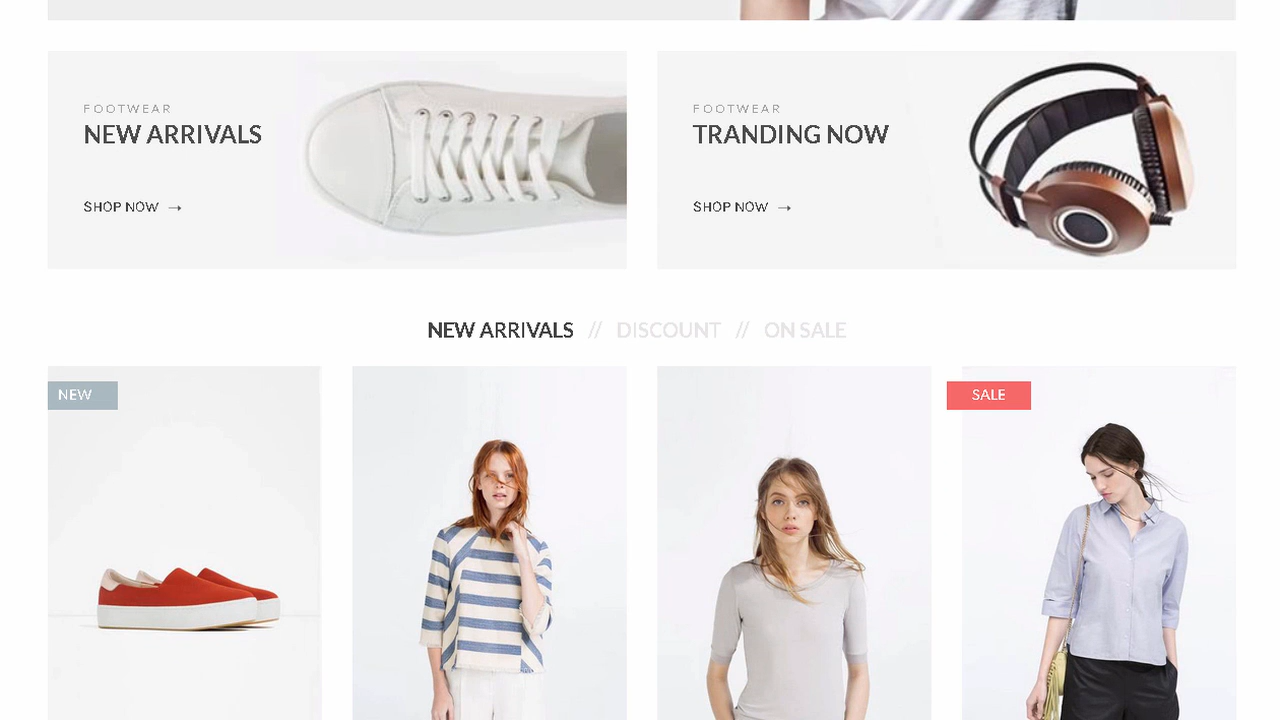 FOOTWEAR
NEW ARRIVALS
SHOP NOW →
FOOTWEAR
TRANDING NOW
SHOP NOW →
NEW ARRIVALS // DISCOUNT // ON SALE
NEW
SALE